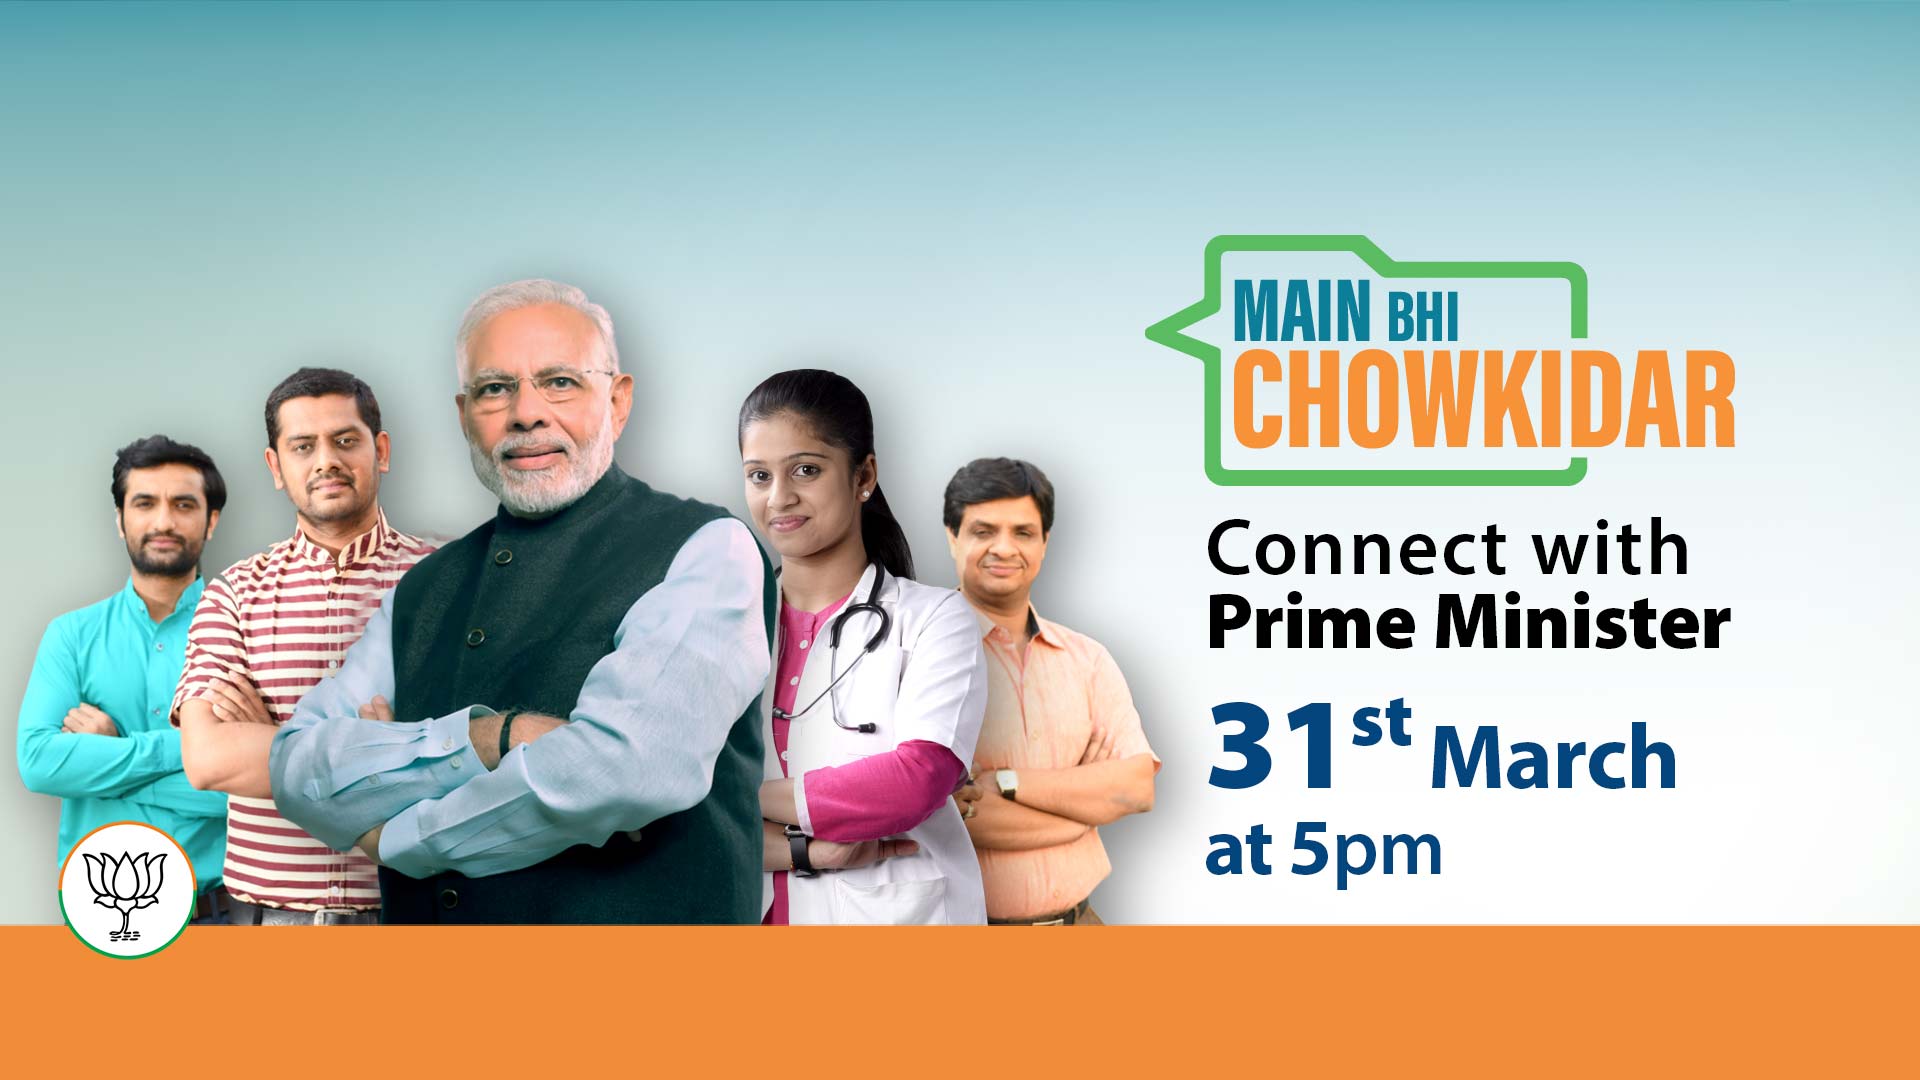 MAIN BHI
CHOWKIDAR
Connect with
Prime Minister
31st March
at 5pm